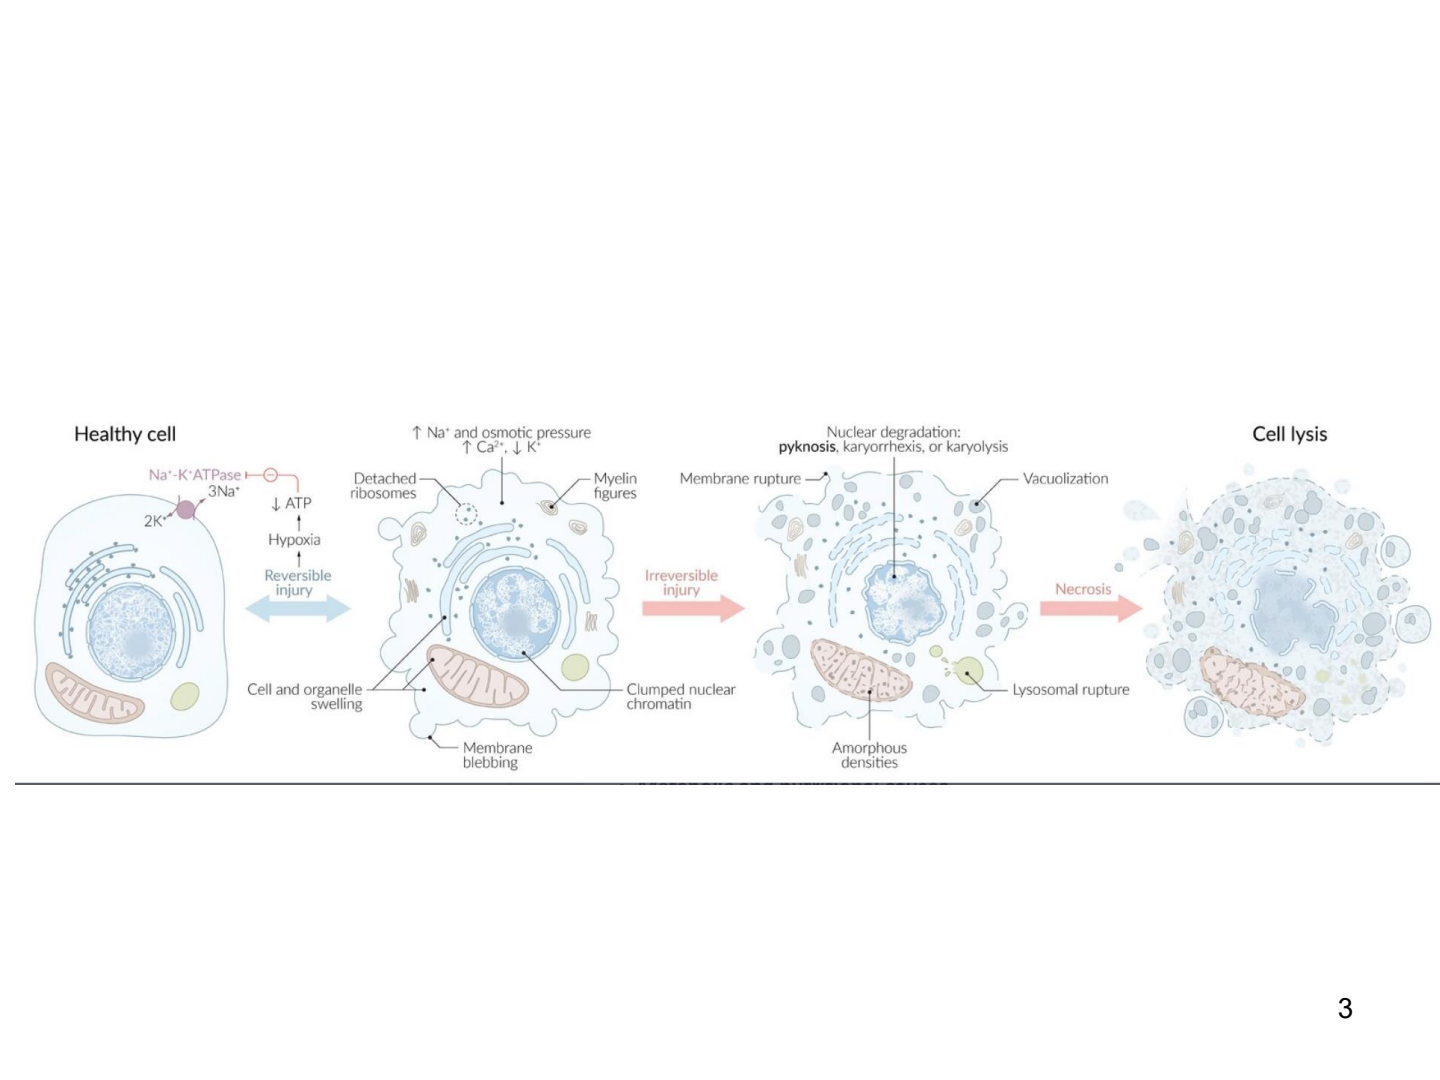 Healthy cell
Na⁺-K⁺ATPase
3Na⁺
2K⁺
↓ ATP
Hypoxia
Reversible
injury
↑ Na⁺ and osmotic pressure
↑ Ca²⁺, ↓ K⁺
Detached
ribosomes
Myelin
figures
Cell and organelle
swelling
Clumped nuclear
chromatin
Membrane
blebbing
Irreversible
injury
Nuclear degradation:
pyknosis, karyorrhexis, or karyolysis
Membrane rupture
Vacuolization
Lysosomal rupture
Amorphous
densities
Necrosis
Cell lysis
3